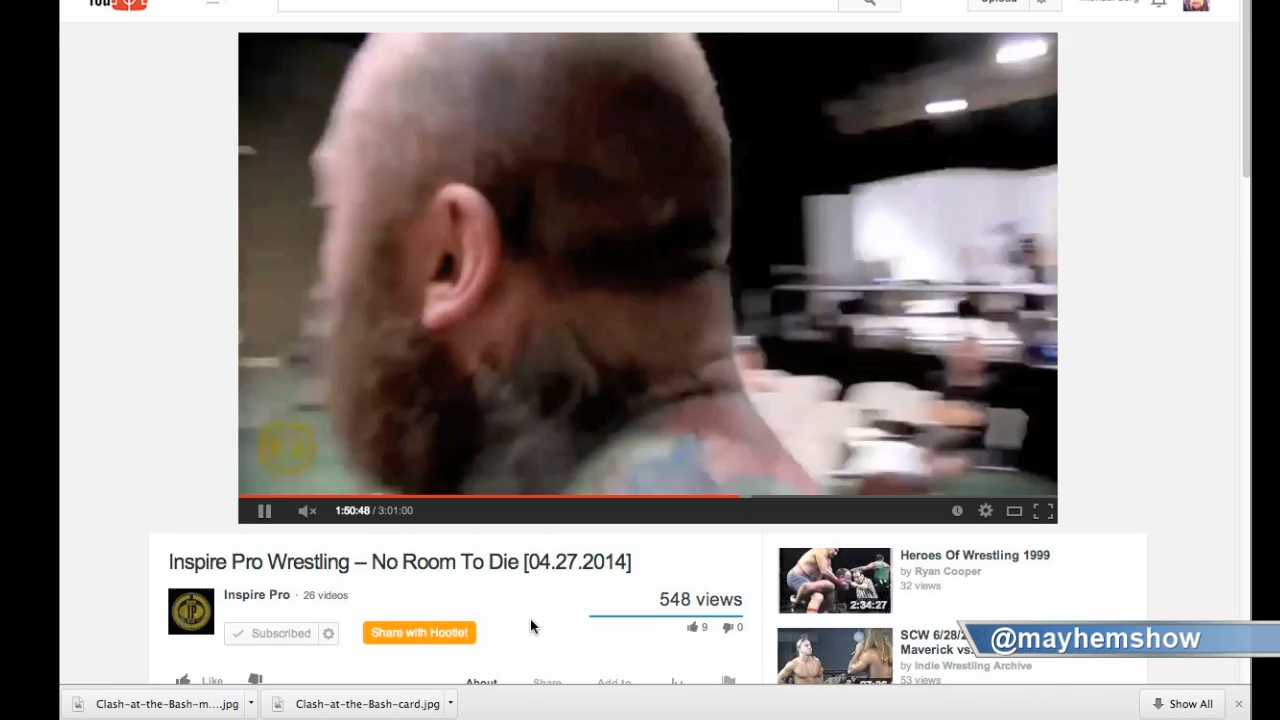 You
Upload
1:50:48 / 3:01:00
Inspire Pro Wrestling – No Room To Die [04.27.2014]
Inspire Pro · 26 videos
548 views
Subscribed
Share with Hootlet
9
0
Like
About
Share
Add to
Heroes Of Wrestling 1999
by Ryan Cooper
32 views
2:34:27
SCW 6/28/2
Maverick vs.
by Indie Wrestling Archive
53 views
@mayhemshow
Clash-at-the-Bash-m....jpg
Clash-at-the-Bash-card.jpg
Show All